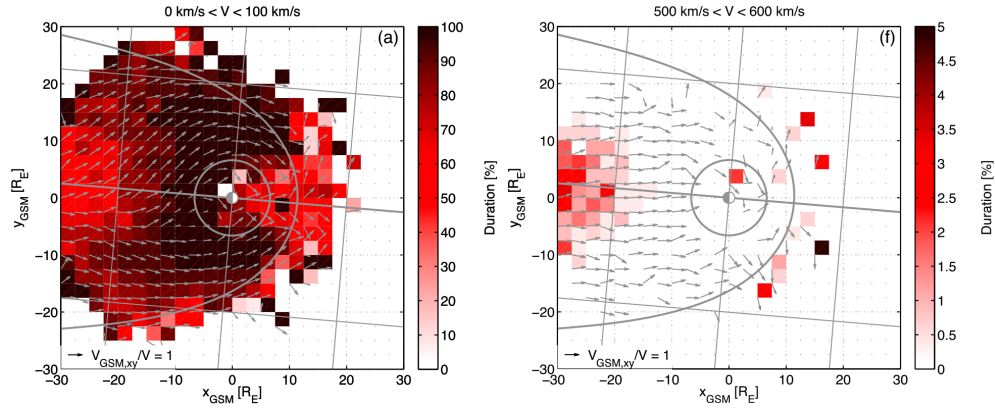 0 km/s < V < 100 km/s
(a)
30
20
10
0
−10
−20
−30
y_GSM [R_E]
−30 −20 −10 0 10 20 30
x_GSM [R_E]
V_GSM,xy/V = 1
100
90
80
70
60
50
40
30
20
10
0
Duration [%]
500 km/s < V < 600 km/s
(f)
30
20
10
0
−10
−20
−30
y_GSM [R_E]
−30 −20 −10 0 10 20 30
x_GSM [R_E]
V_GSM,xy/V = 1
5
4.5
4
3.5
3
2.5
2
1.5
1
0.5
0
Duration [%]